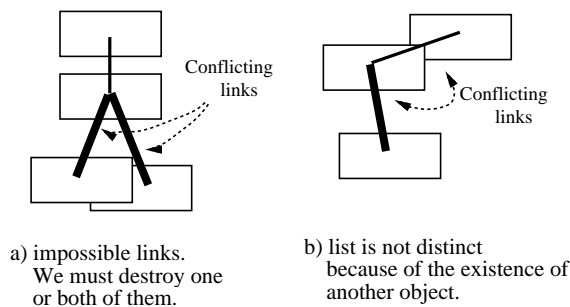 Conflicting
links
Conflicting
links
a) impossible links.
We must destroy one
or both of them.
b) list is not distinct
because of the existence of
another object.